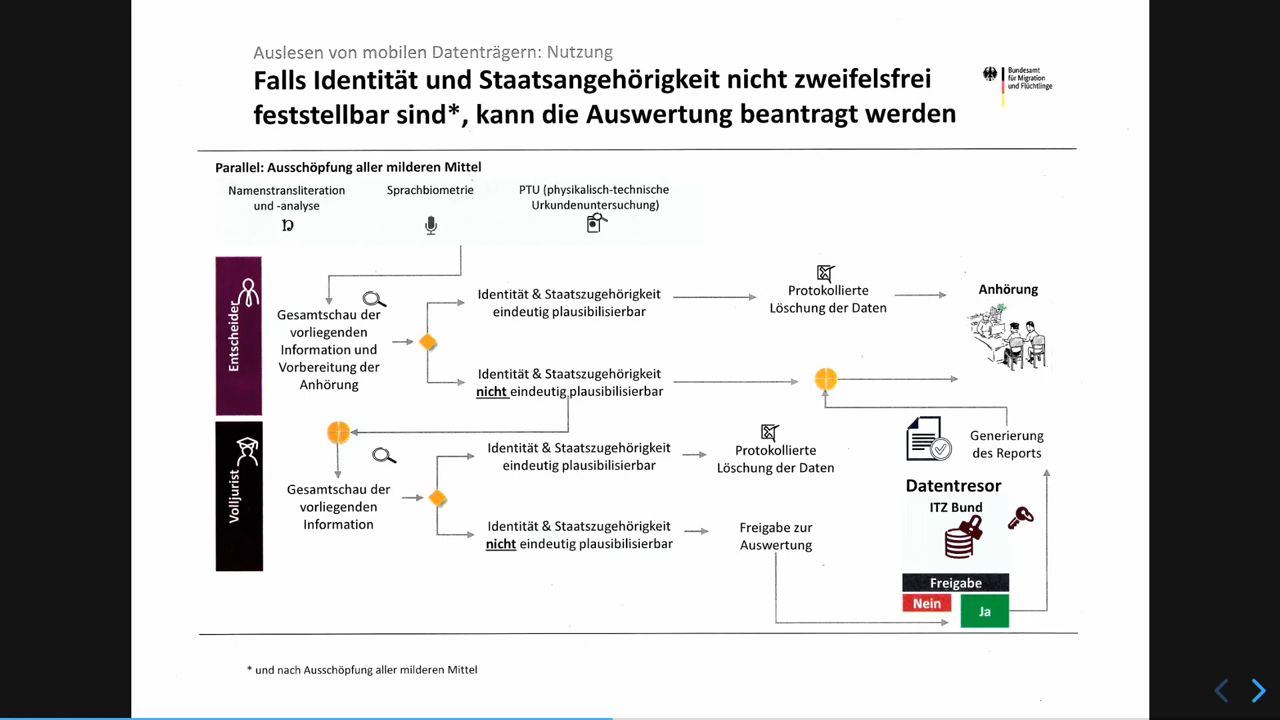 Auslesen von mobilen Datenträgern: Nutzung
Falls Identität und Staatsangehörigkeit nicht zweifelsfrei
feststellbar sind*, kann die Auswertung beantragt werden
Bundesamt
für Migration
und Flüchtlinge
Parallel: Ausschöpfung aller milderen Mittel
Namenstransliteration
und -analyse
Sprachbiometrie
PTU (physikalisch-technische
Urkundenuntersuchung)
Entscheider
Gesamtschau der
vorliegenden
Information und
Vorbereitung der
Anhörung
Identität & Staatszugehörigkeit
eindeutig plausibilisierbar
Protokollierte
Löschung der Daten
Anhörung
Identität & Staatszugehörigkeit
nicht eindeutig plausibilisierbar
Volljurist
Gesamtschau der
vorliegenden
Information
Identität & Staatszugehörigkeit
eindeutig plausibilisierbar
Protokollierte
Löschung der Daten
Identität & Staatszugehörigkeit
nicht eindeutig plausibilisierbar
Freigabe zur
Auswertung
Generierung
des Reports
Datentresor
ITZ Bund
Freigabe
Nein
Ja
* und nach Ausschöpfung aller milderen Mittel